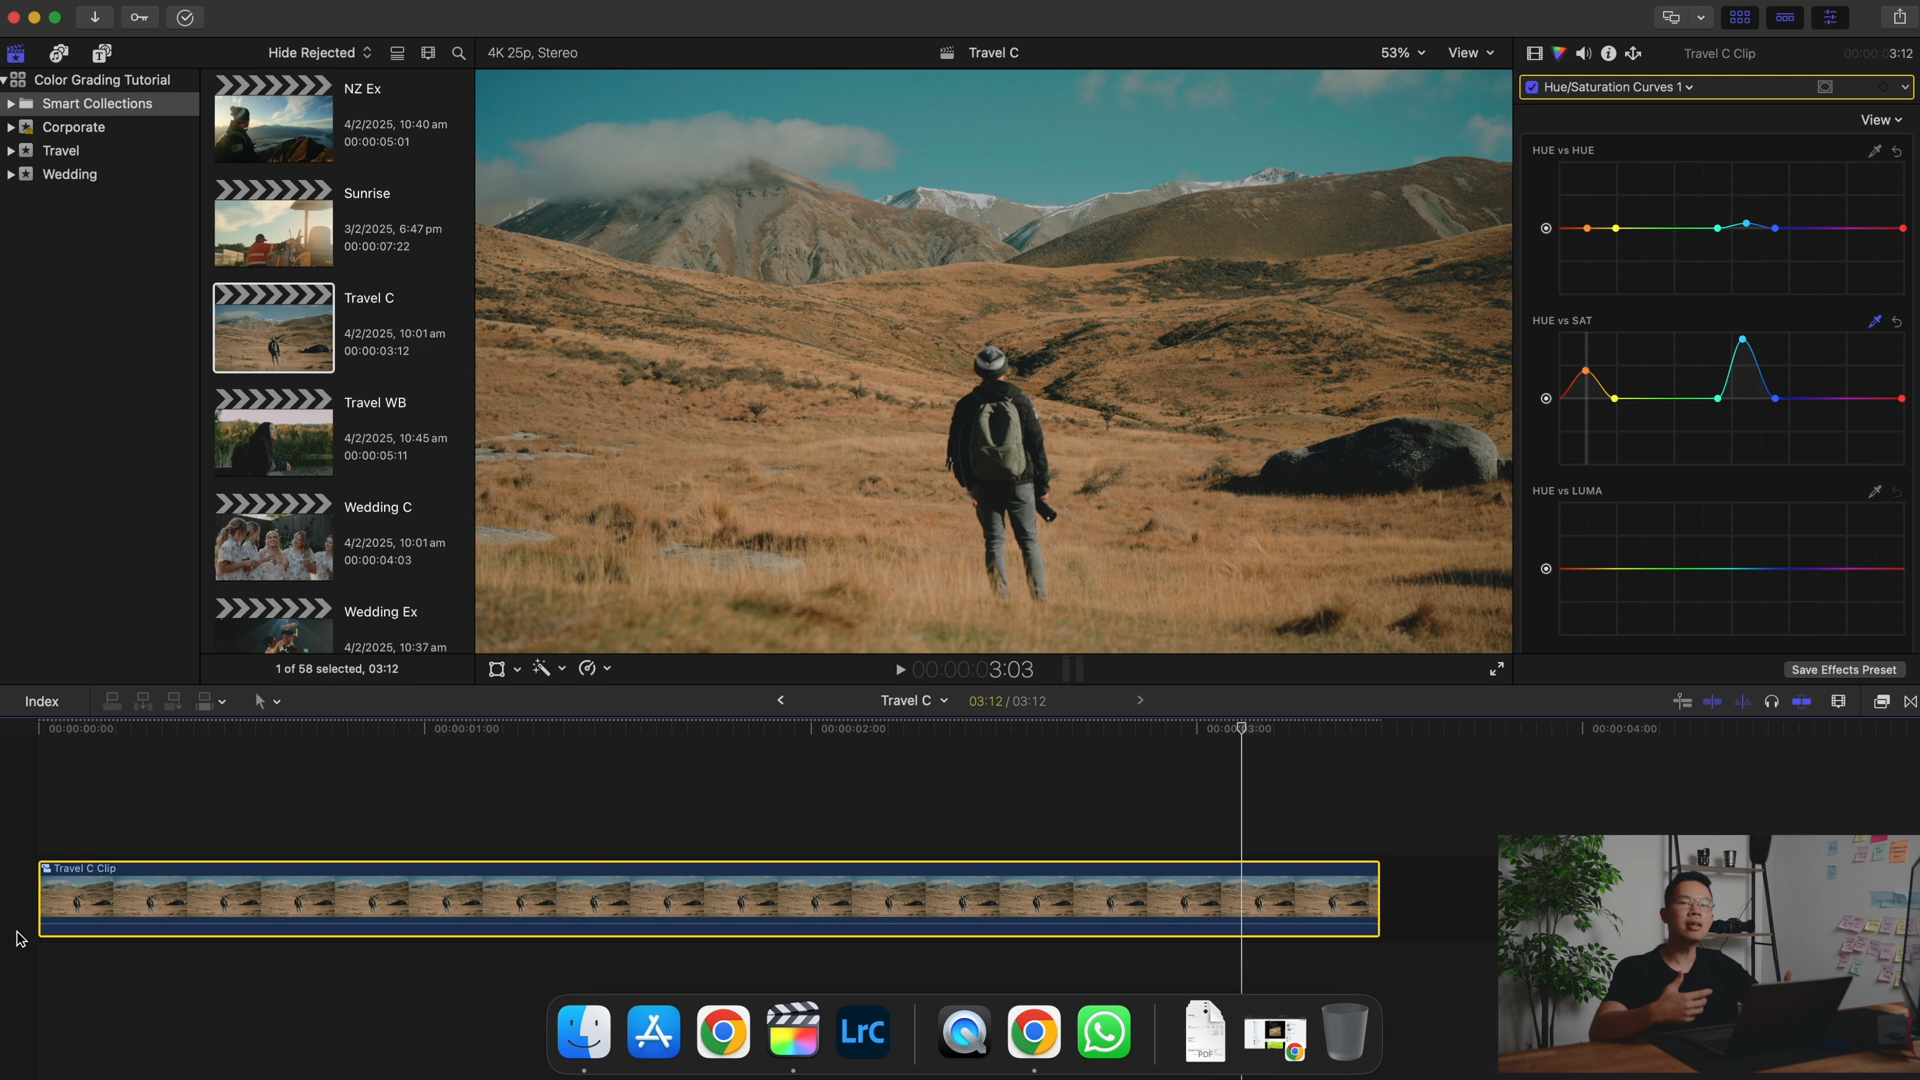 Hide Rejected
4K 25p, Stereo
Travel C
53%
View
Travel C Clip
00:00:03:12
Color Grading Tutorial
Smart Collections
Corporate
Travel
Wedding
NZ Ex
4/2/2025, 10:40 am
00:00:05:01
Sunrise
3/2/2025, 6:47 pm
00:00:07:22
Travel C
4/2/2025, 10:01 am
00:00:03:12
Travel WB
4/2/2025, 10:45 am
00:00:05:11
Wedding C
4/2/2025, 10:01 am
00:00:04:03
Wedding Ex
4/2/2025, 10:37 am
1 of 58 selected, 03:12
00:00:03:03
Hue/Saturation Curves 1
View
HUE vs HUE
HUE vs SAT
HUE vs LUMA
Save Effects Preset
Index
Travel C
03:12 / 03:12
00:00:00:00
00:00:01:00
00:00:02:00
00:00:03:00
00:00:04:00
Travel C Clip
LrC
PDF